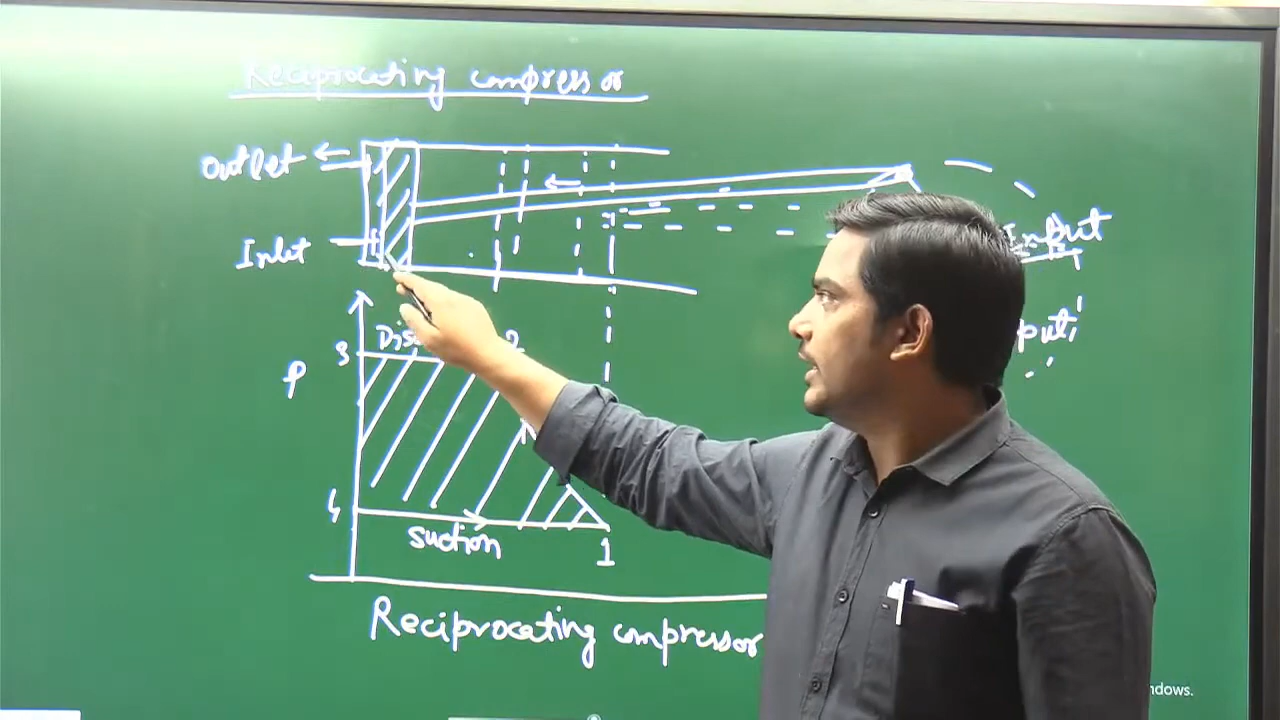 Reciprocating compressor
Outlet
Inlet
Input
3
2
P
4
suction
1
Reciprocating compressor